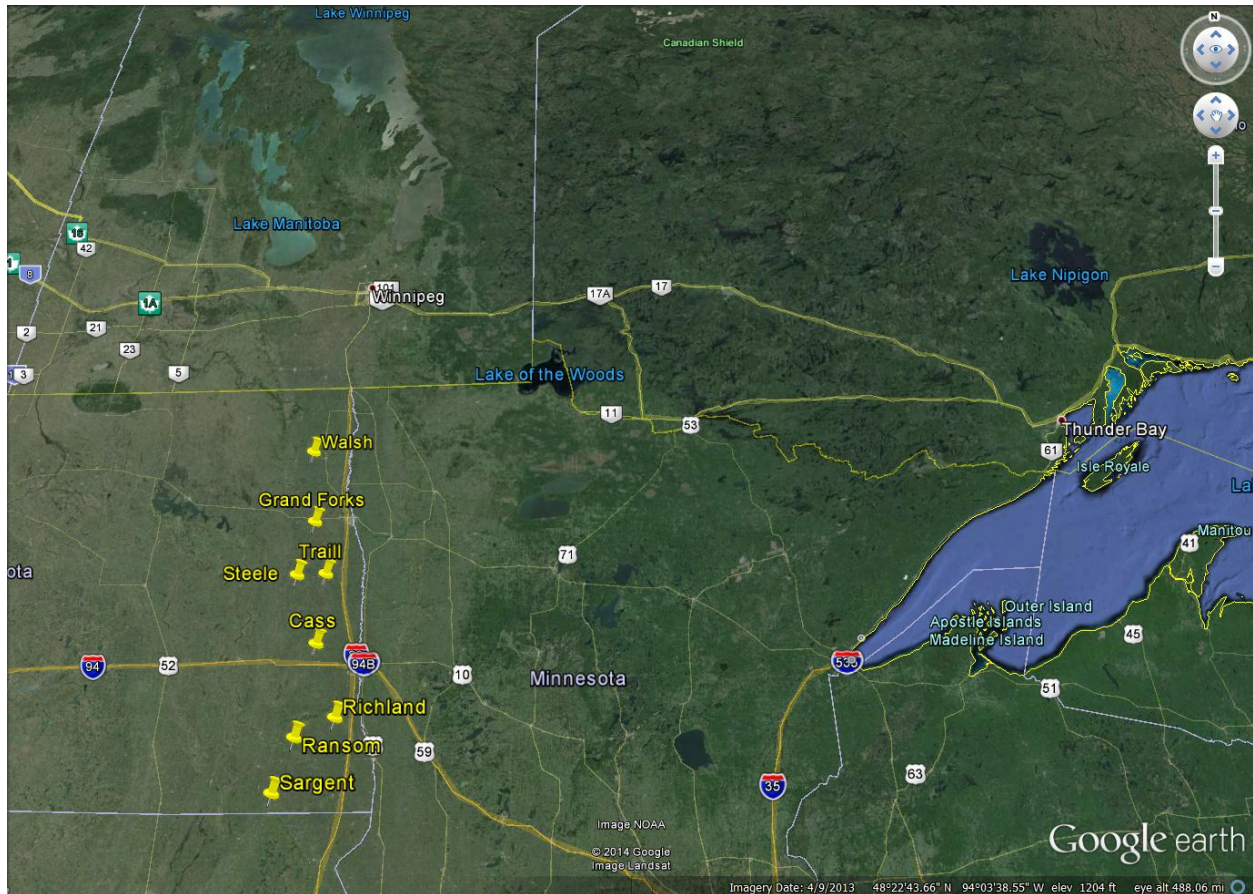 Lake Winnipeg
N
Canadian Shield
Lake Manitoba
16
42
1
8
Lake Nipigon
101
Winnipeg
17A
17
1A
2
21
23
5
3
Lake of the Woods
11
53
Thunder Bay
61
Isle Royale
Walsh
Grand Forks
Manitou
41
Traill
Steele
71
ota
Cass
Outer Island
Apostle Islands
Madeline Island
45
94
52
94B
10
Minnesota
535
51
Richland
Ransom
59
Sargent
63
35
Image NOAA
© 2014 Google
Image Landsat
Google earth
Imagery Date: 4/9/2013 48°22'43.66" N 94°03'38.55" W elev 1204 ft eye alt 488.06 mi